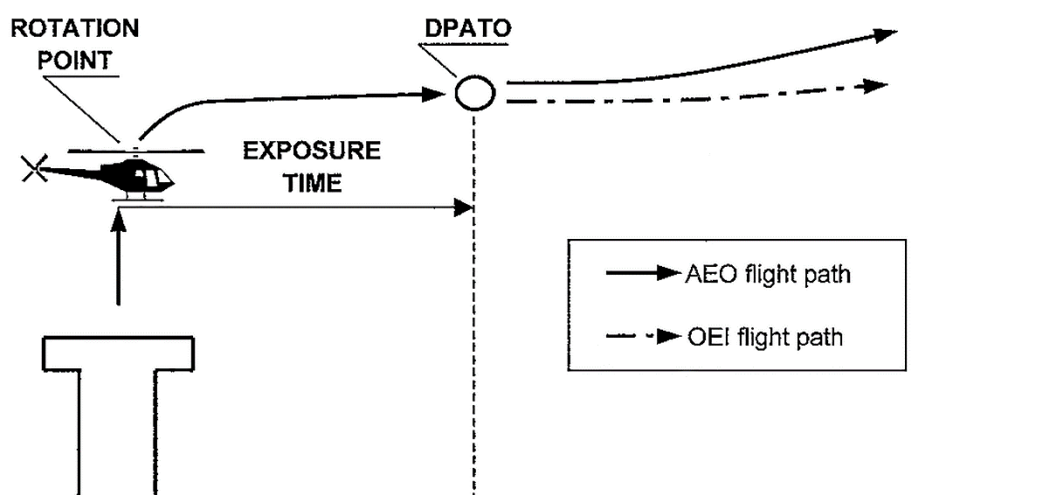 ROTATION
POINT
DPATO
EXPOSURE
TIME
AEO flight path
OEI flight path